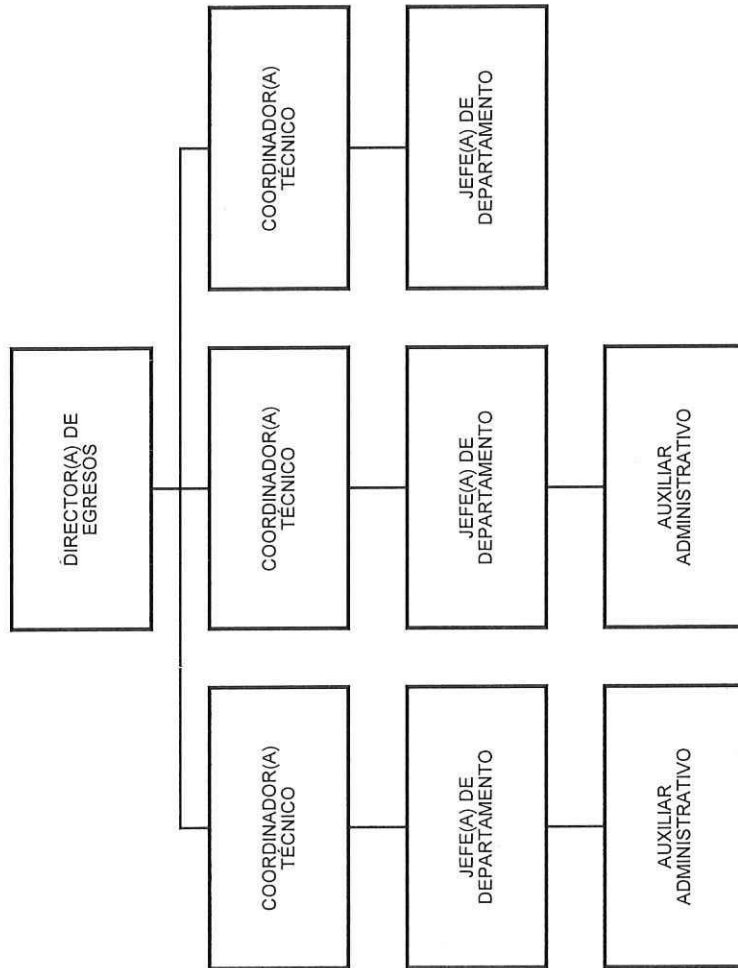 DIRECTOR(A) DE
EGRESOS
COORDINADOR(A)
TÉCNICO
COORDINADOR(A)
TÉCNICO
COORDINADOR(A)
TÉCNICO
JEFE(A) DE
DEPARTAMENTO
JEFE(A) DE
DEPARTAMENTO
JEFE(A) DE
DEPARTAMENTO
AUXILIAR
ADMINISTRATIVO
AUXILIAR
ADMINISTRATIVO